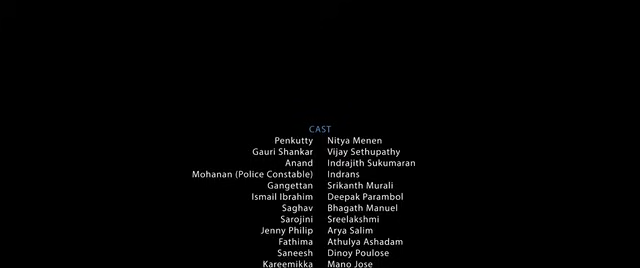 CAST
Penkutty Nitya Menen
Gauri Shankar Vijay Sethupathy
Anand Indrajith Sukumaran
Mohanan (Police Constable) Indrans
Gangettan Srikanth Murali
Ismail Ibrahim Deepak Parambol
Saghav Bhagath Manuel
Sarojini Sreelakshmi
Jenny Philip Arya Salim
Fathima Athulya Ashadam
Saneesh Dinoy Poulose
Kareemikka Mano Jose